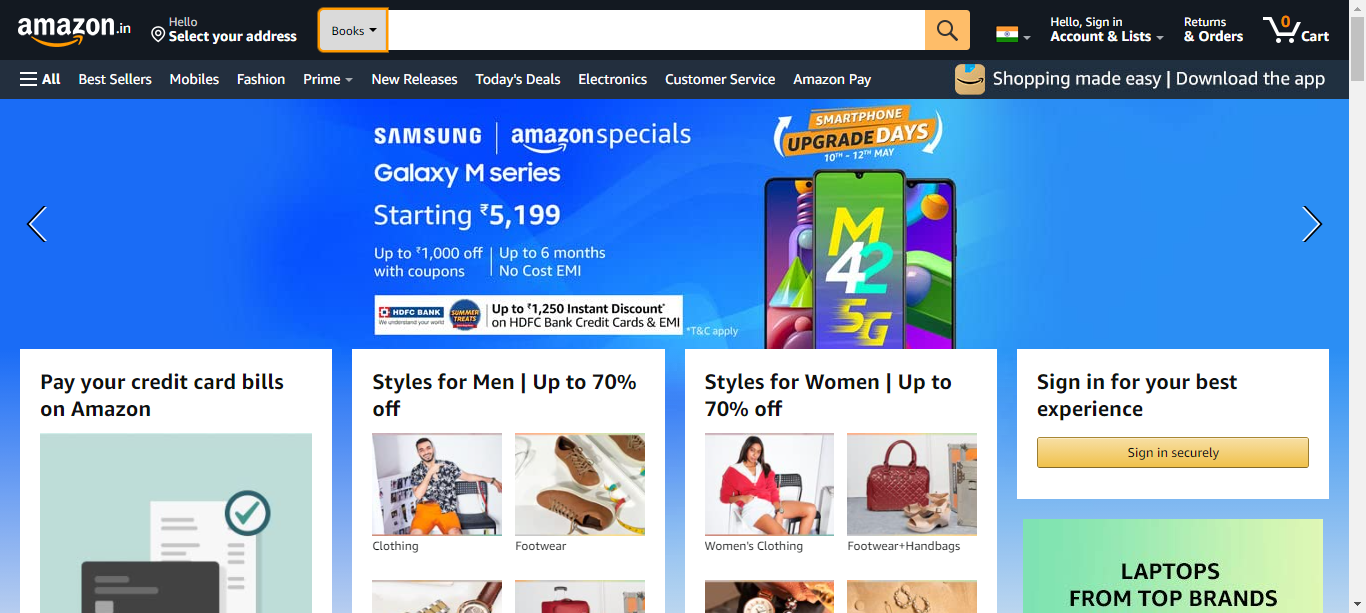 amazon.in
Hello
Select your address
Books
Hello, Sign in
Account & Lists
Returns
& Orders
0
Cart
All
Best Sellers
Mobiles
Fashion
Prime
New Releases
Today's Deals
Electronics
Customer Service
Amazon Pay
Shopping made easy | Download the app
SAMSUNG | amazonspecials
Galaxy M series
Starting ₹5,199
Up to ₹1,000 off
with coupons
Up to 6 months
No Cost EMI
HDFC BANK
We understand your world
SUMMER
TREATS
Up to ₹1,250 Instant Discount*
on HDFC Bank Credit Cards & EMI
*T&C apply
SMARTPHONE
UPGRADE DAYS
10TH - 12TH MAY
M
42
5G
Pay your credit card bills
on Amazon
Styles for Men | Up to 70%
off
Clothing
Footwear
Styles for Women | Up to
70% off
Women's Clothing
Footwear+Handbags
Sign in for your best
experience
Sign in securely
LAPTOPS
FROM TOP BRANDS